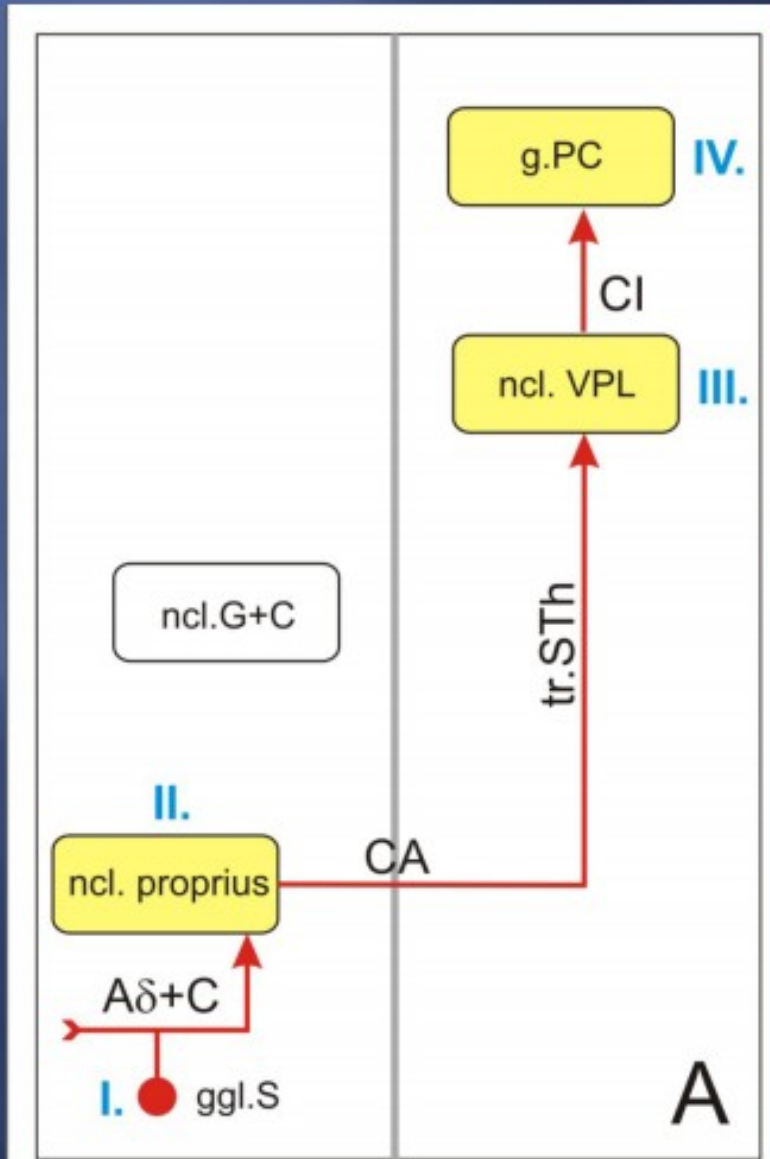 g.PC
IV.
CI
ncl. VPL
III.
tr.STh
ncl.G+C
II.
ncl. proprius
CA
Aδ+C
I.
ggl.S
A